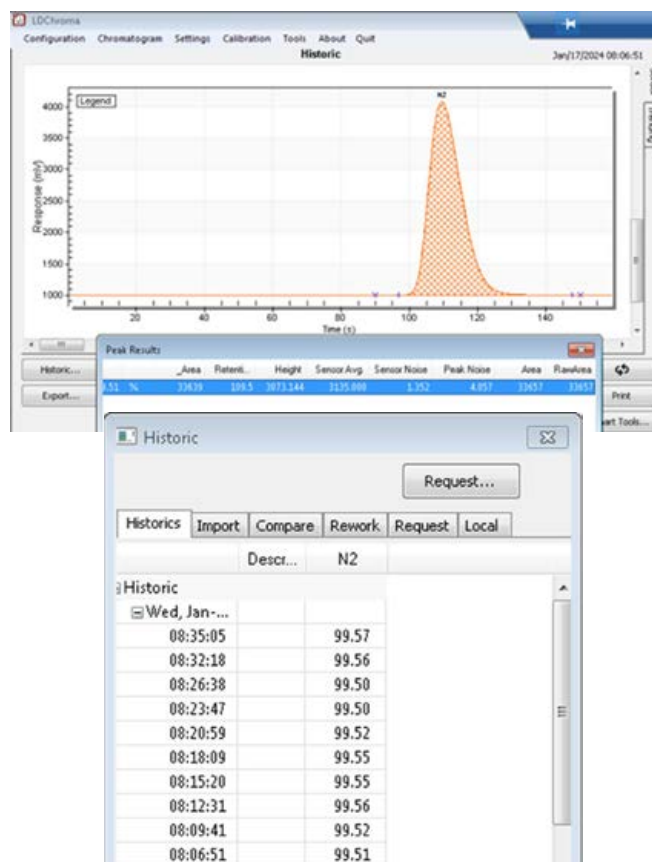 LDChroma
Configuration Chromatogram Settings Calibration Tools About Quit
Historic Jan/17/2024 08:06:51
Legend
N2
Response (mV)
4000
3500
3000
2500
2000
1500
1000
20 40 60 80 100 120 140
Time (s)
Historic...
Export...
Print
Peak Results
_Area Retenti... Height Sensor Avg Sensor Noise Peak Noise Area RawArea
.51 % 33639 109.5 3073.144 3135.000 1.352 4.857 33657 33657
Historic
Request...
Historics Import Compare Rework Request Local
Descr... N2
Historic
Wed, Jan-...
08:35:05 99.57
08:32:18 99.56
08:26:38 99.50
08:23:47 99.50
08:20:59 99.52
08:18:09 99.55
08:15:20 99.55
08:12:31 99.56
08:09:41 99.52
08:06:51 99.51